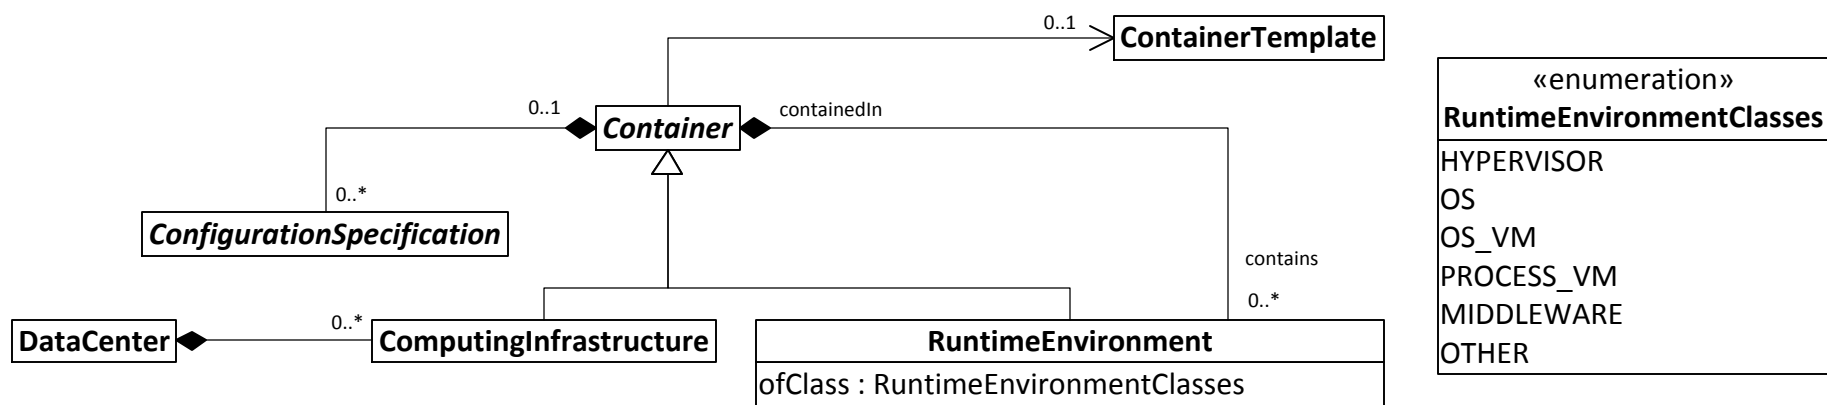 0..1
ContainerTemplate
«enumeration»
RuntimeEnvironmentClasses
HYPERVISOR
OS
OS_VM
PROCESS_VM
MIDDLEWARE
OTHER
0..1
Container
containedIn
0..*
ConfigurationSpecification
contains
0..*
DataCenter
0..*
ComputingInfrastructure
RuntimeEnvironment
ofClass : RuntimeEnvironmentClasses